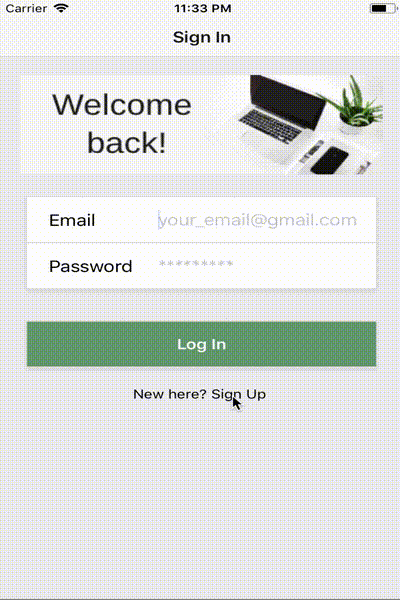 Carrier 11:33 PM
Sign In
Welcome
back!
Email your_email@gmail.com
Password *********
Log In
New here? Sign Up